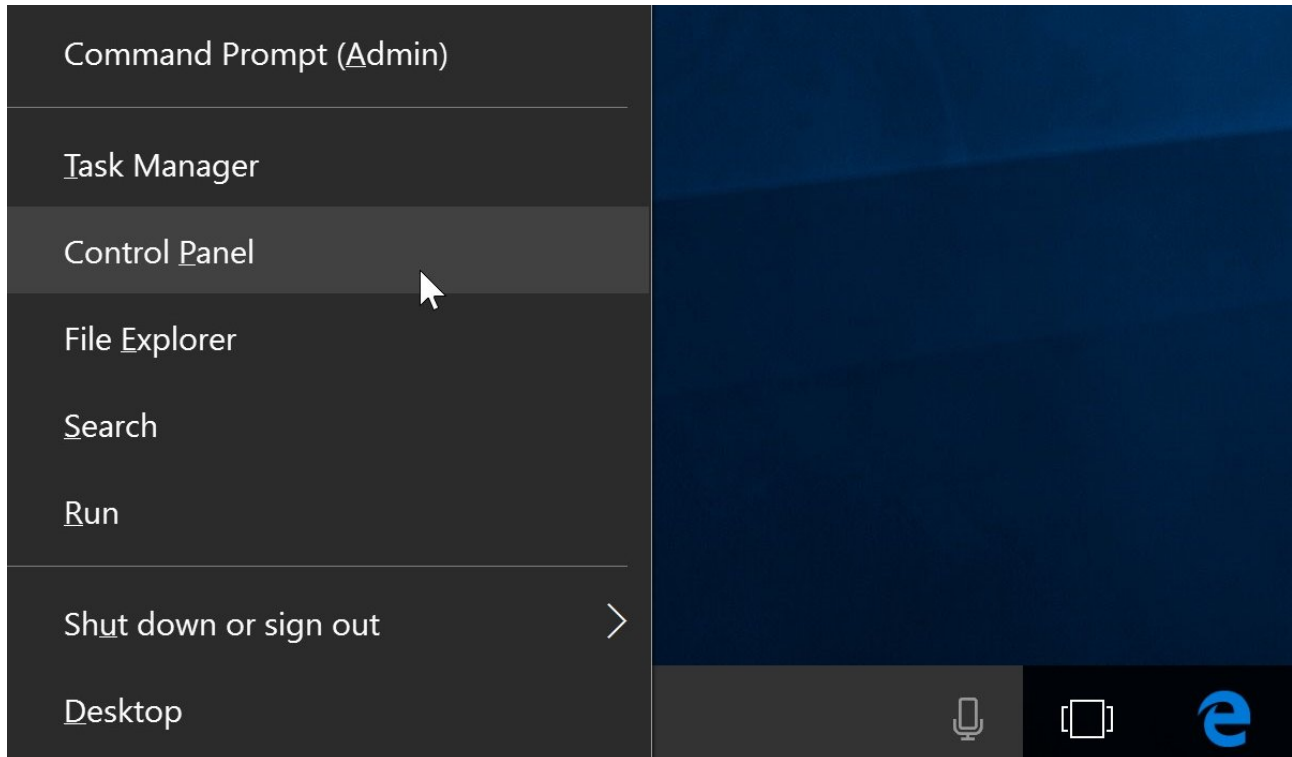 Command Prompt (Admin)
Task Manager
Control Panel
File Explorer
Search
Run
Shut down or sign out
Desktop